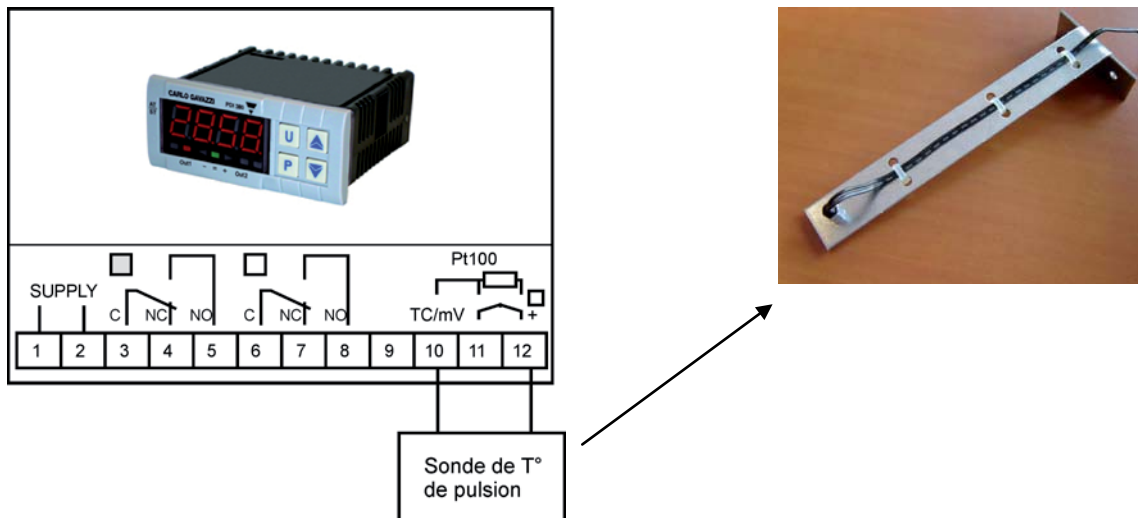 CARLO GAVAZZI
2858
U
P
Out1 - = + Out2
Pt100
SUPPLY
C NC NO C NC NO TC/mV +
1 2 3 4 5 6 7 8 9 10 11 12
Sonde de T°
de pulsion